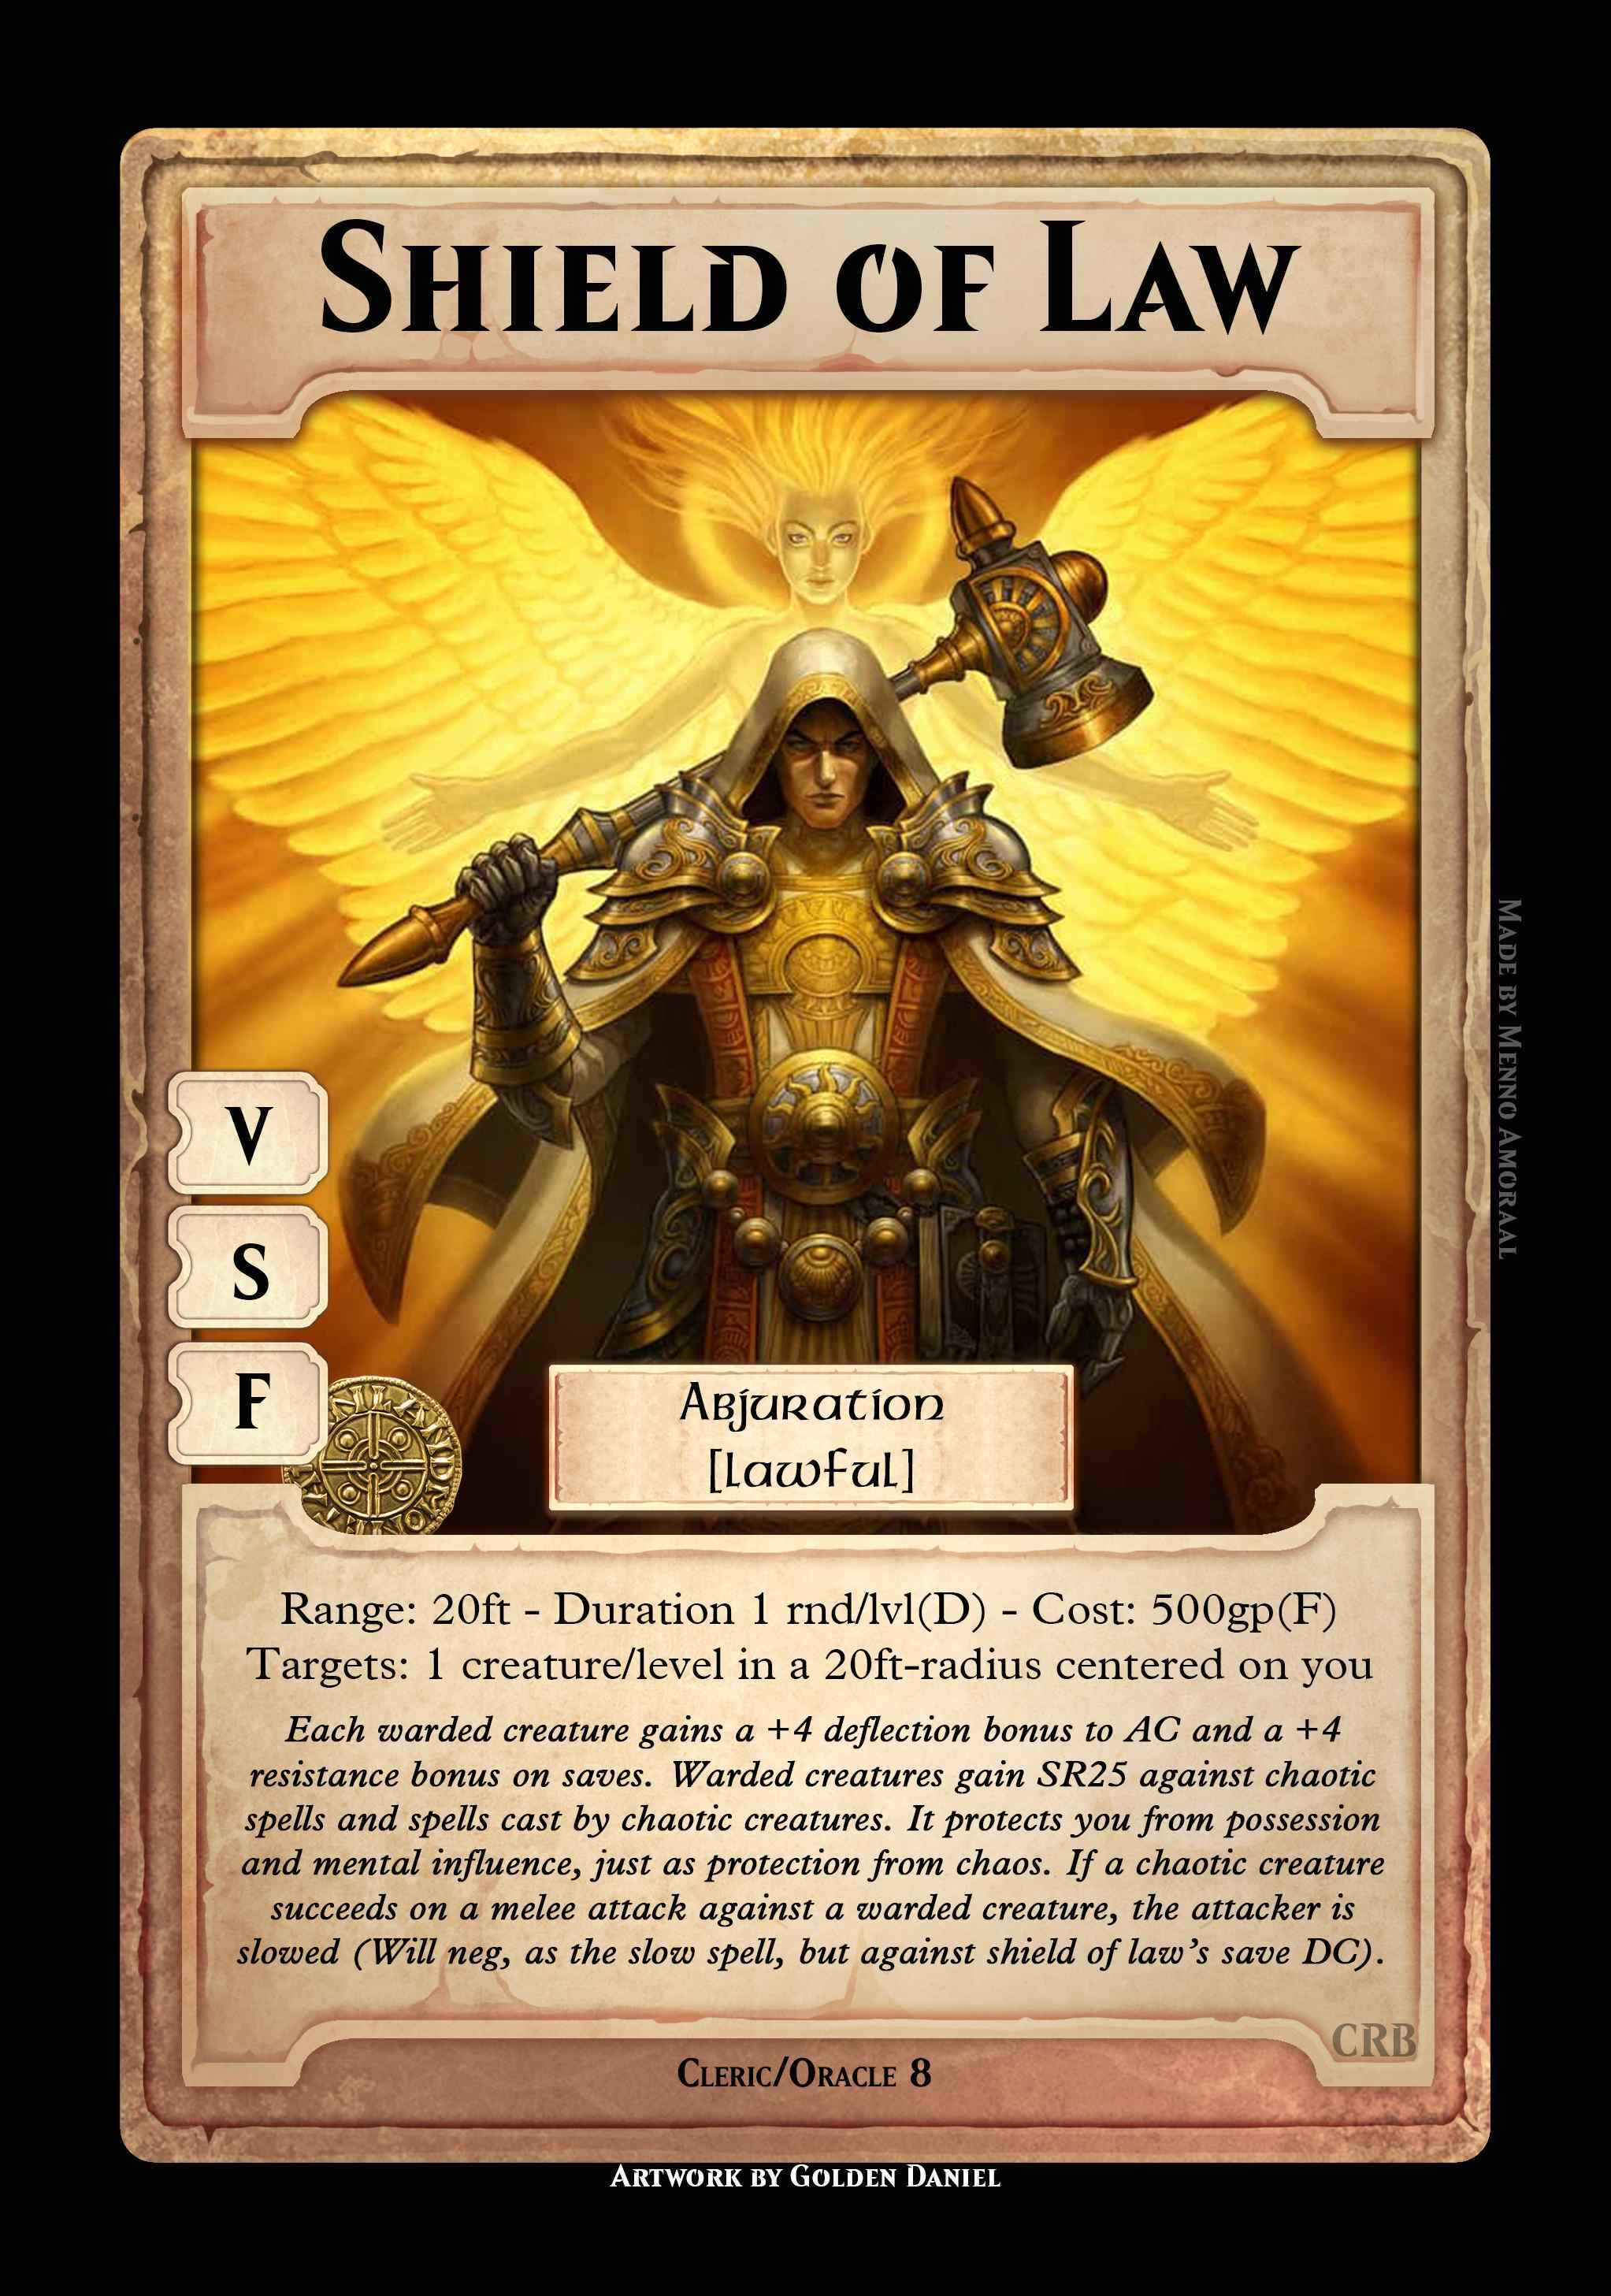 Shield of Law
V
S
F
Abjuration
[lawful]
Range: 20ft - Duration 1 rnd/lvl(D) - Cost: 500gp(F)
Targets: 1 creature/level in a 20ft-radius centered on you
Each warded creature gains a +4 deflection bonus to AC and a +4
resistance bonus on saves. Warded creatures gain SR25 against chaotic
spells and spells cast by chaotic creatures. It protects you from possession
and mental influence, just as protection from chaos. If a chaotic creature
succeeds on a melee attack against a warded creature, the attacker is
slowed (Will neg, as the slow spell, but against shield of law's save DC).
CRB
Cleric/Oracle 8
Artwork by Golden Daniel
Made by Menno Amoraal